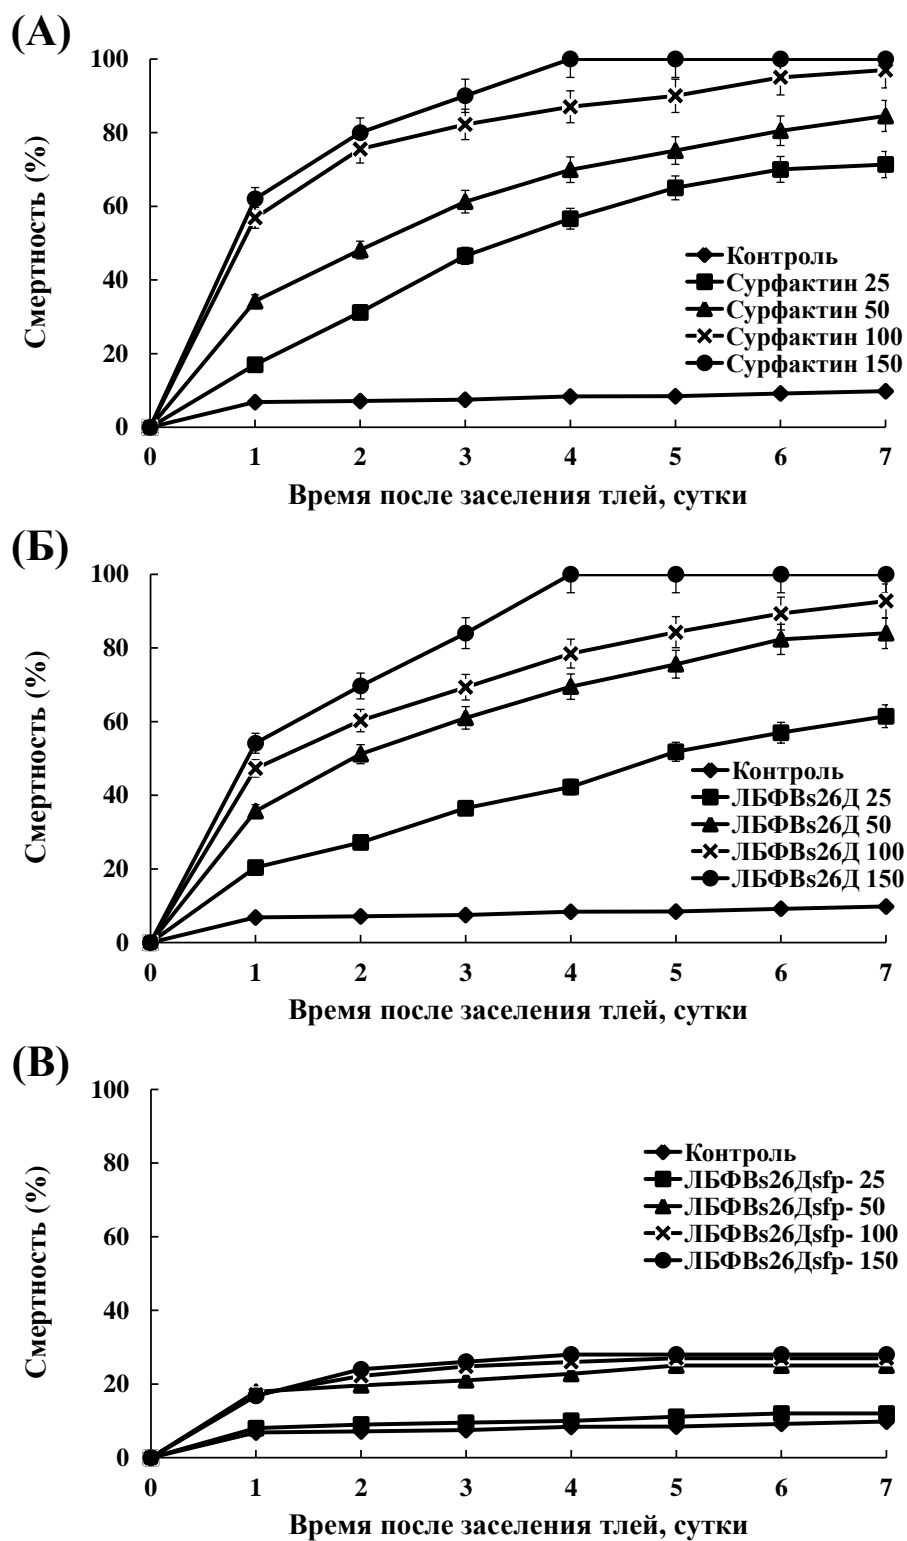 (А)
100
80
60
40
20
0
Смертность (%)
Контроль
Сурфактин 25
Сурфактин 50
Сурфактин 100
Сурфактин 150
0 1 2 3 4 5 6 7
Время после заселения тлей, сутки
(Б)
100
80
60
40
20
0
Смертность (%)
Контроль
ЛБФBs26Д 25
ЛБФBs26Д 50
ЛБФBs26Д 100
ЛБФBs26Д 150
0 1 2 3 4 5 6 7
Время после заселения тлей, сутки
(В)
100
80
60
40
20
0
Смертность (%)
Контроль
ЛБФBs26Дsfp- 25
ЛБФBs26Дsfp- 50
ЛБФBs26Дsfp- 100
ЛБФBs26Дsfp- 150
0 1 2 3 4 5 6 7
Время после заселения тлей, сутки